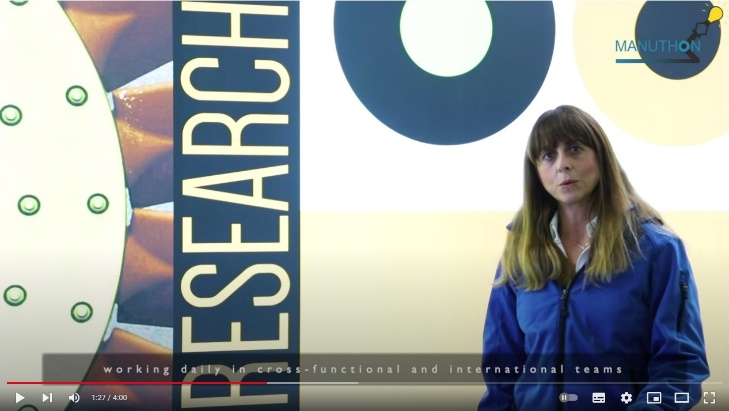 MANUTHON
RESEARCH
working daily in cross-functional and international teams
1:27 / 4:00